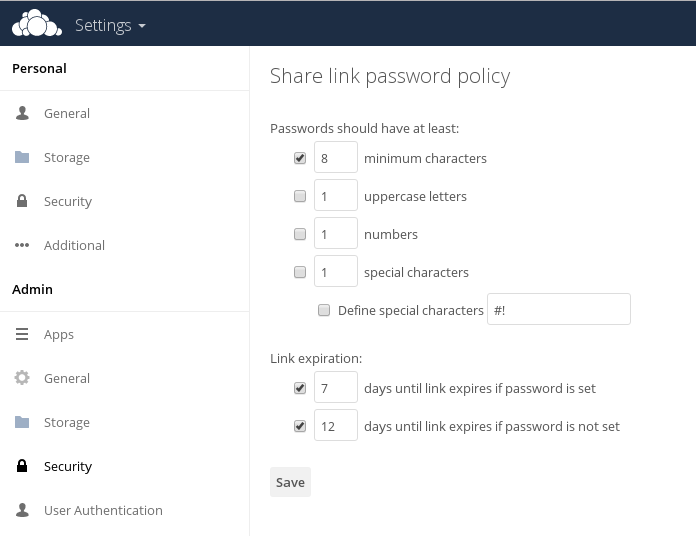 Settings
Personal
General
Storage
Security
Additional
Admin
Apps
General
Storage
Security
User Authentication
Share link password policy
Passwords should have at least:
8 minimum characters
1 uppercase letters
1 numbers
1 special characters
Define special characters #!
Link expiration:
7 days until link expires if password is set
12 days until link expires if password is not set
Save